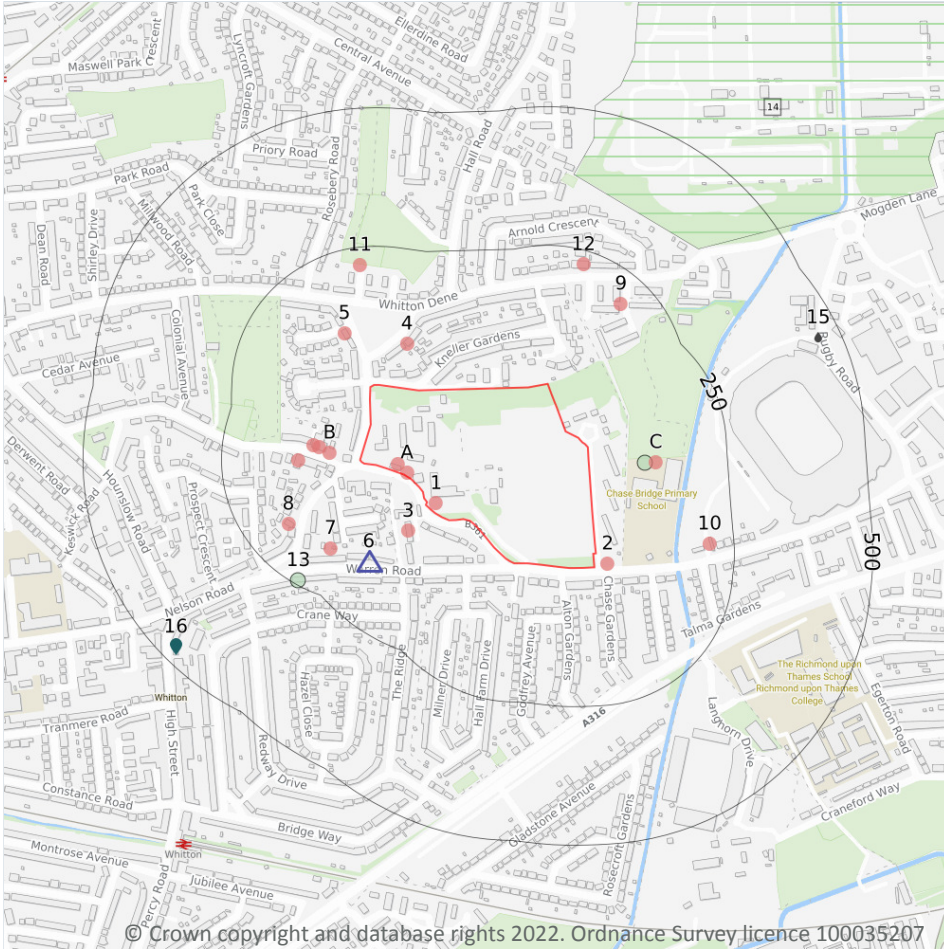 Ellerdine Road
Maswell Park
Crescent
Lyncroft Gardens
Central Avenue
14
Hall Road
Priory Road
Rosebery Road
Park Road
Park Close
Millwood Road
Mogden Lane
Dean Road
Shirley Drive
Arnold Crescent
11
12
9
Whitton Dene
5
4
15
Colonial Avenue
Kneller Gardens
Rugby Road
Cedar Avenue
250
B
C
A
Derwent Road
Hounslow Road
Prospect Crescent
1
Chase Bridge Primary
School
Keswick Road
8
3
B361
10
7
6
2
500
13
Warren Road
Nelson Road
Crane Way
Chase Gardens
Talma Gardens
16
Alton Gardens
The Ridge
Milner Drive
Hall Farm Drive
Godfrey Avenue
Hazel Close
The Richmond upon
Thames School
Richmond upon Thames
College
Whitton
A316
Langhorn Drive
Egerton Road
Tranmere Road
High Street
Redway Drive
Constance Road
Gladstone Avenue
Craneford Way
Bridge Way
Rosecroft Gardens
Montrose Avenue
Whitton
Percy Road
Jubilee Avenue
© Crown copyright and database rights 2022. Ordnance Survey licence 100035207